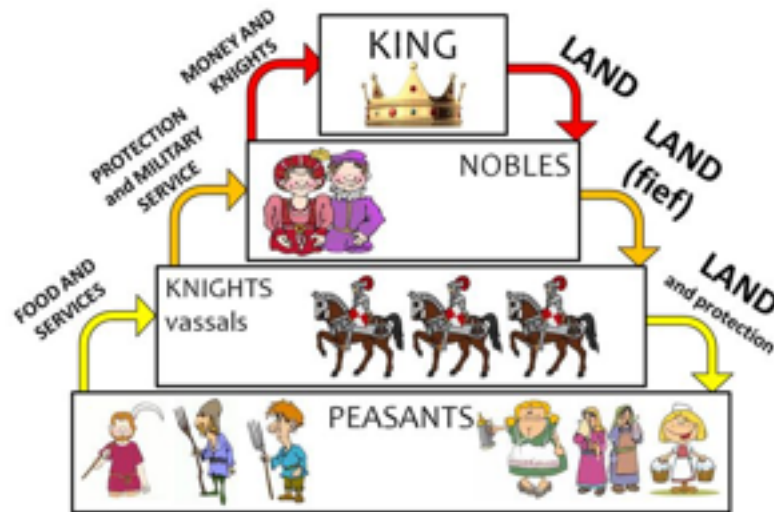 KING
MONEY AND
KNIGHTS
LAND
NOBLES
PROTECTION
and MILITARY
SERVICE
LAND
(fief)
KNIGHTS
vassals
FOOD AND
SERVICES
LAND
and protection
PEASANTS